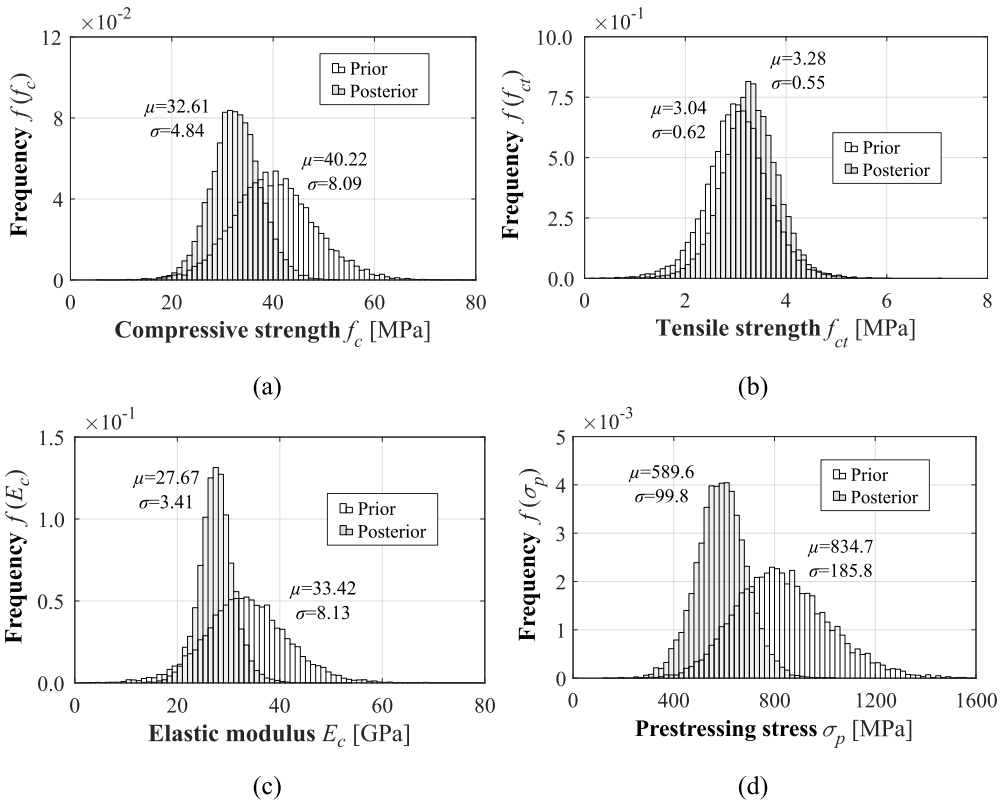 ×10⁻²
12
8
4
0
Frequency f (f_c)
Prior
Posterior
μ=32.61
σ=4.84
μ=40.22
σ=8.09
0 20 40 60 80
Compressive strength f_c [MPa]
(a)
×10⁻¹
10.0
7.5
5.0
2.5
0.0
Frequency f (f_ct)
μ=3.28
σ=0.55
μ=3.04
σ=0.62
Prior
Posterior
0 2 4 6 8
Tensile strength f_ct [MPa]
(b)
×10⁻¹
1.5
1.0
0.5
0.0
Frequency f (E_c)
μ=27.67
σ=3.41
Prior
Posterior
μ=33.42
σ=8.13
0 20 40 60 80
Elastic modulus E_c [GPa]
(c)
×10⁻³
5
4
3
2
1
0
Frequency f (σ_p)
μ=589.6
σ=99.8
Prior
Posterior
μ=834.7
σ=185.8
0 400 800 1200 1600
Prestressing stress σ_p [MPa]
(d)